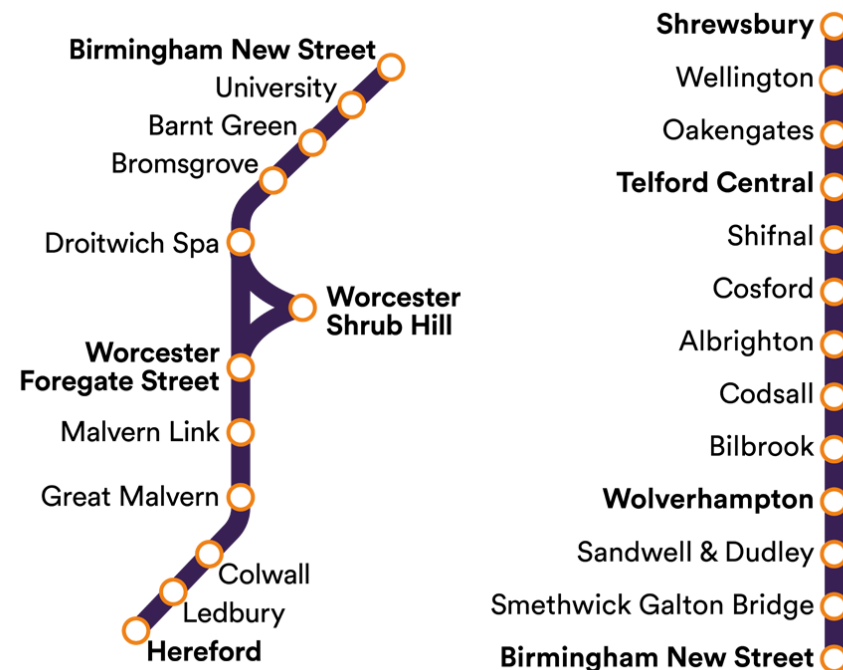 Birmingham New Street
University
Barnt Green
Bromsgrove
Droitwich Spa
Worcester
Shrub Hill
Worcester
Foregate Street
Malvern Link
Great Malvern
Colwall
Ledbury
Hereford
Shrewsbury
Wellington
Oakengates
Telford Central
Shifnal
Cosford
Albrighton
Codsall
Bilbrook
Wolverhampton
Sandwell & Dudley
Smethwick Galton Bridge
Birmingham New Street